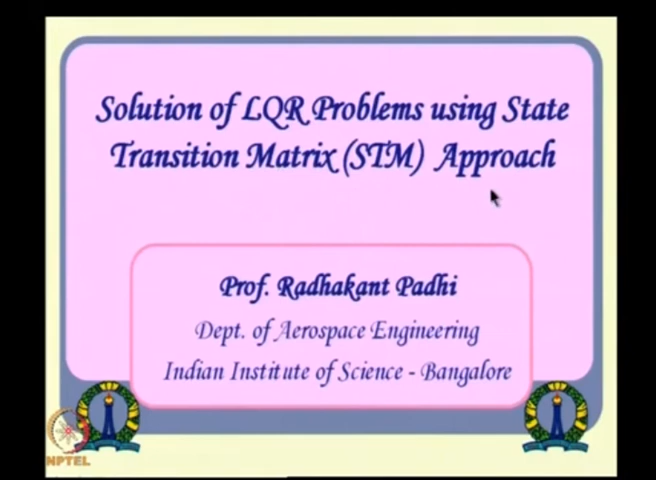 Solution of LQR Problems using State
Transition Matrix (STM) Approach
Prof. Radhakant Padhi
Dept. of Aerospace Engineering
Indian Institute of Science - Bangalore
NPTEL